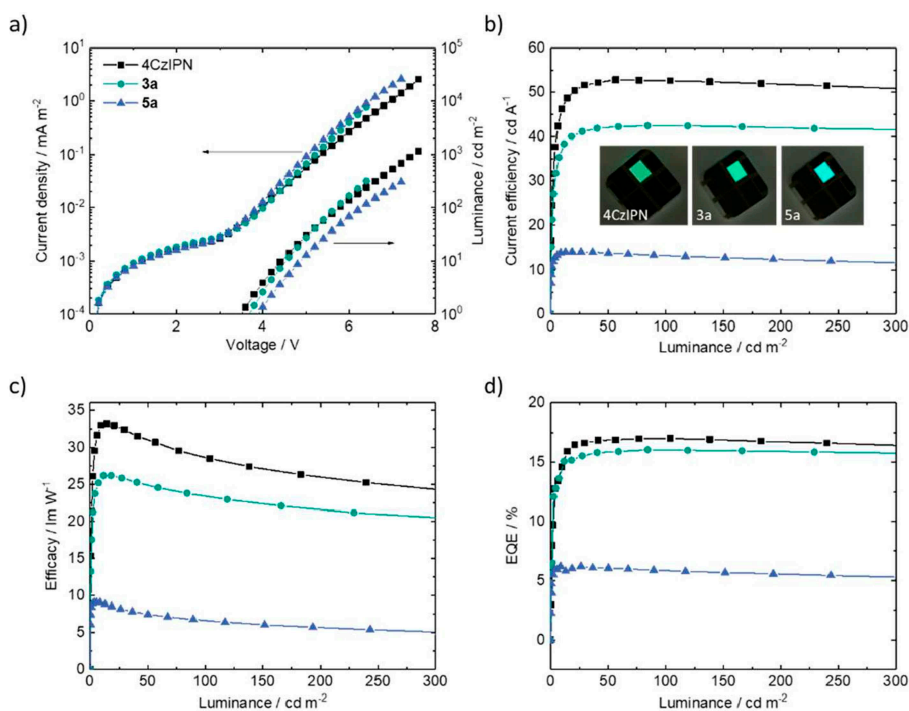 a)
10¹
10⁰
10⁻¹
10⁻²
10⁻³
10⁻⁴
Current density / mA m⁻²
4CzIPN
3a
5a
10⁵
10⁴
10³
10²
10¹
10⁰
Luminance / cd m⁻²
0 2 4 6 8
Voltage / V
b)
60
50
40
30
20
10
0
Current efficiency / cd A⁻¹
4CzIPN 3a 5a
0 50 100 150 200 250 300
Luminance / cd m⁻²
c)
35
30
25
20
15
10
5
0
Efficacy / lm W⁻¹
0 50 100 150 200 250 300
Luminance / cd m⁻²
d)
20
15
10
5
0
EQE / %
0 50 100 150 200 250 300
Luminance / cd m⁻²